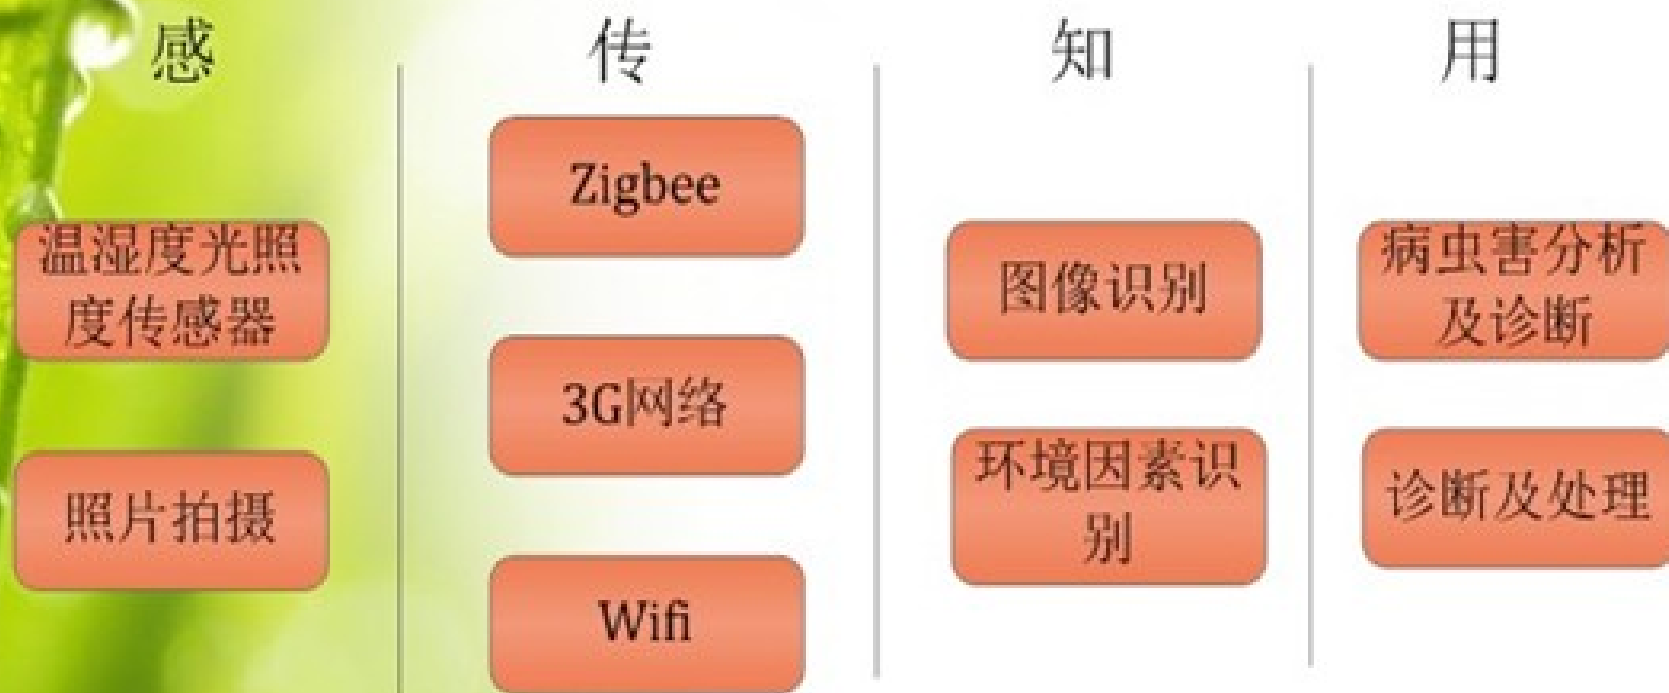 感
温湿度光照
度传感器
照片拍摄
传
Zigbee
3G网络
Wifi
知
图像识别
环境因素识
别
用
病虫害分析
及诊断
诊断及处理